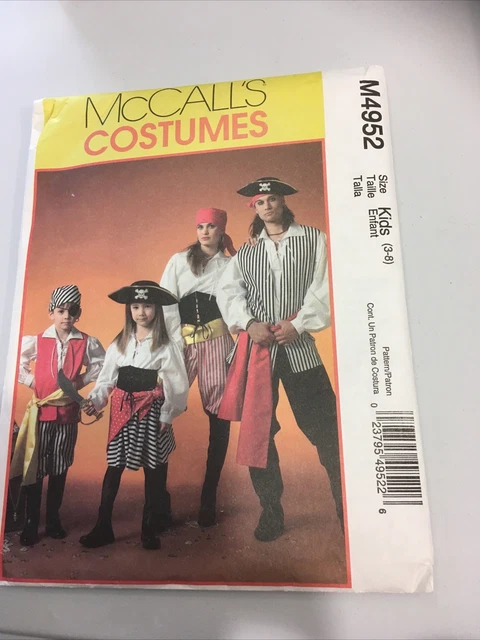 McCALL'S
COSTUMES
M4952
Size
Taille
Talla
Kids (3-8)
Enfant
Pattern/Patron
Cont. Un Patron de Costura
0 23795 49522 6